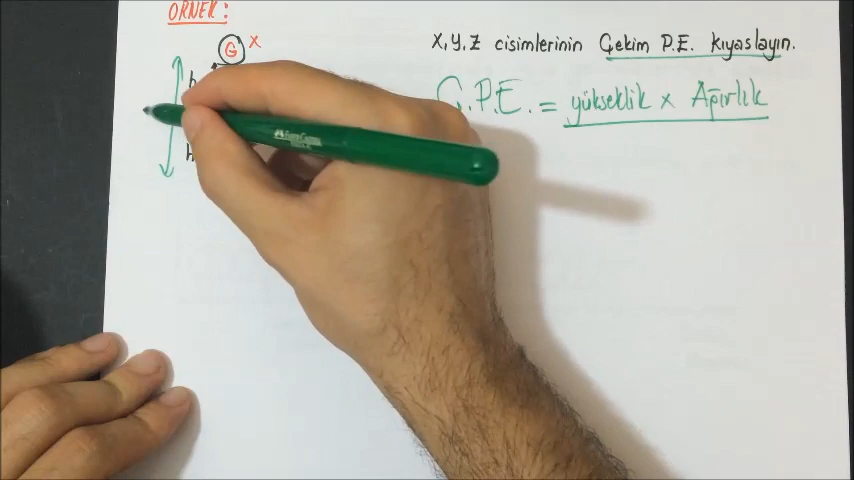 ÖRNEK:
G X
X, Y, Z cisimlerinin Çekim P.E. kıyaslayın.
Ç.P.E. = yükseklik x Ağırlık
h
h